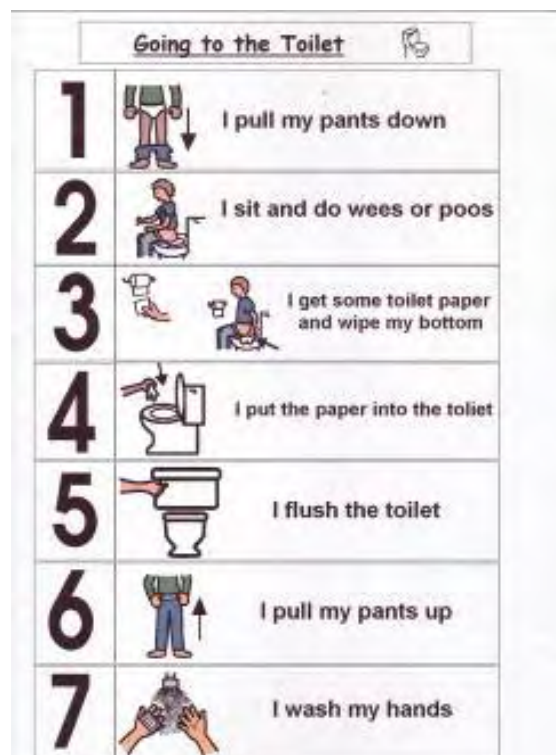 Going to the Toilet
1
I pull my pants down
2
I sit and do wees or poos
3
I get some toilet paper
and wipe my bottom
4
I put the paper into the toliet
5
I flush the toilet
6
I pull my pants up
7
I wash my hands